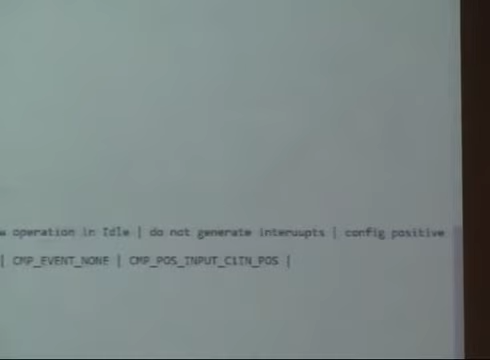 w operation in Idle | do not generate interuupts | config positive
| CMP_EVENT_NONE | CMP_POS_INPUT_C1IN_POS |